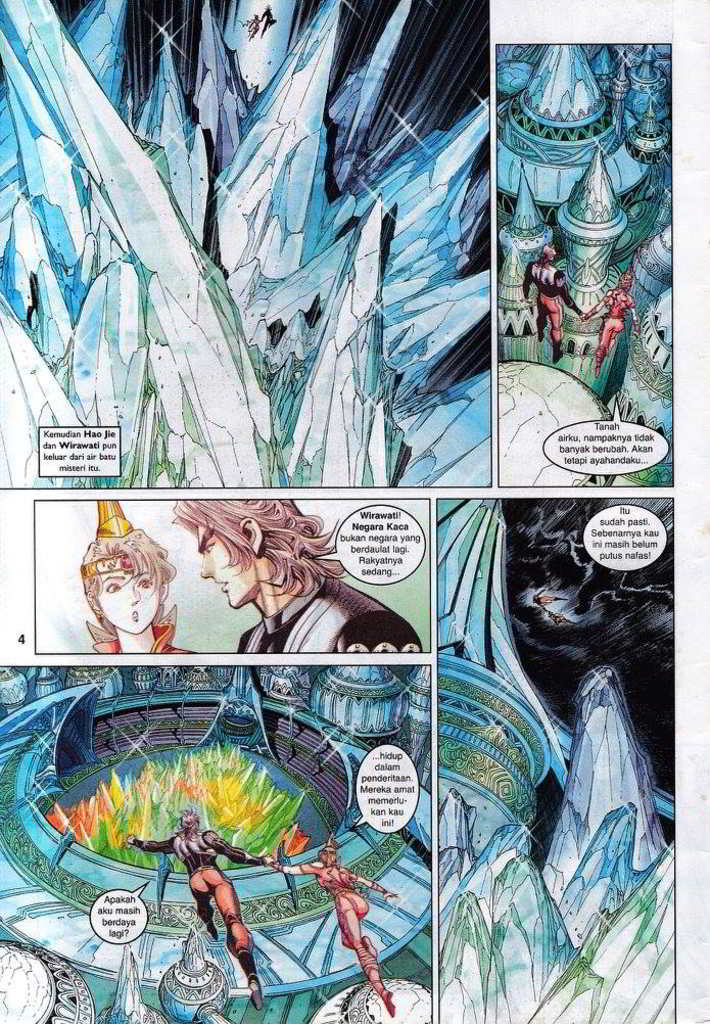 Kemudian Hao Jie
dan Wirawati pun
keluar dari air batu
misteri itu.
Tanah
airku, nampaknya tidak
banyak berubah. Akan
tetapi ayahandaku...
Wirawati!
Negara Kaca
bukan negara yang
berdaulat lagi.
Rakyatnya
sedang...
Itu
sudah pasti.
Sebenarnya kau
ini masih belum
putus nafas!
4
...hidup
dalam
penderitaan.
Mereka amat
memerlu-
kan kau
ini!
Apakah
aku masih
berdaya
lagi?